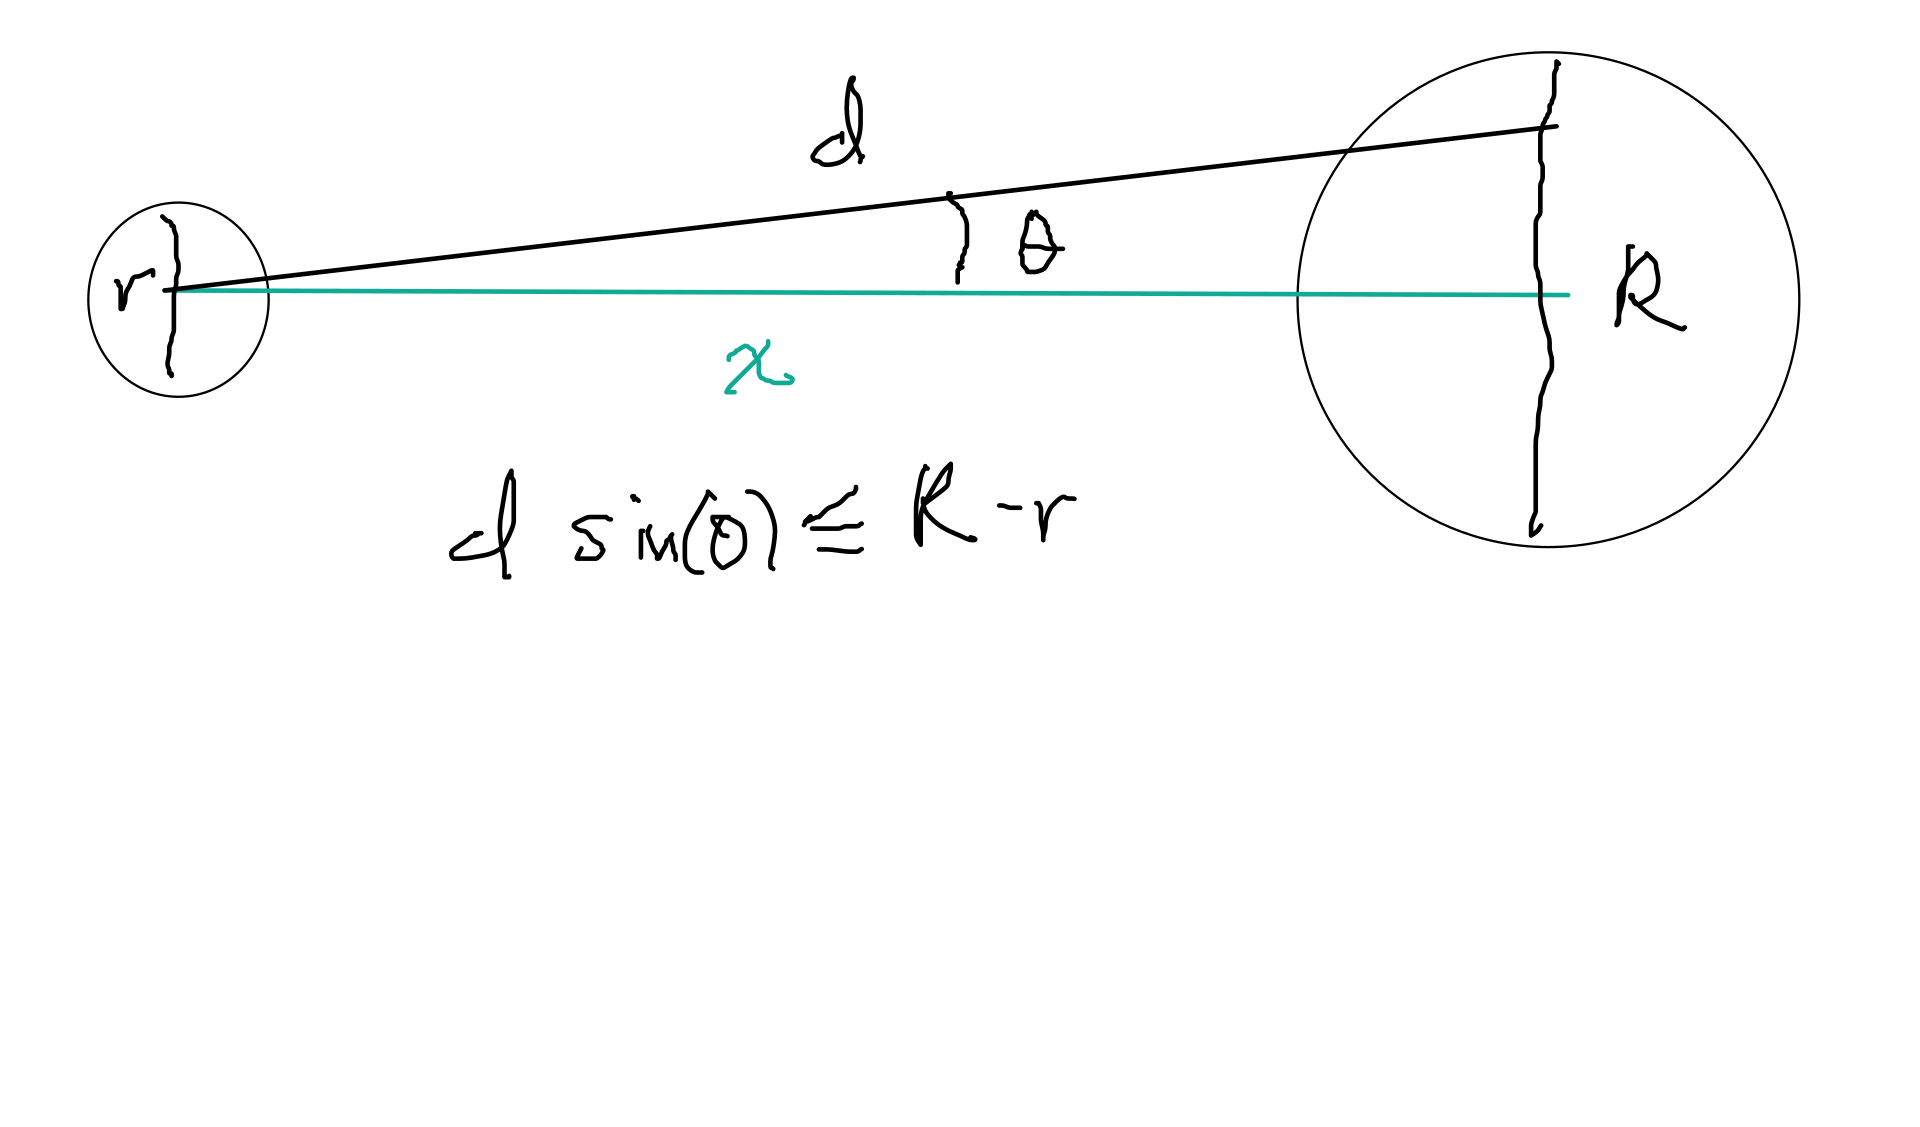 d
θ
r
R
x
d sin(θ) ≤ R - r